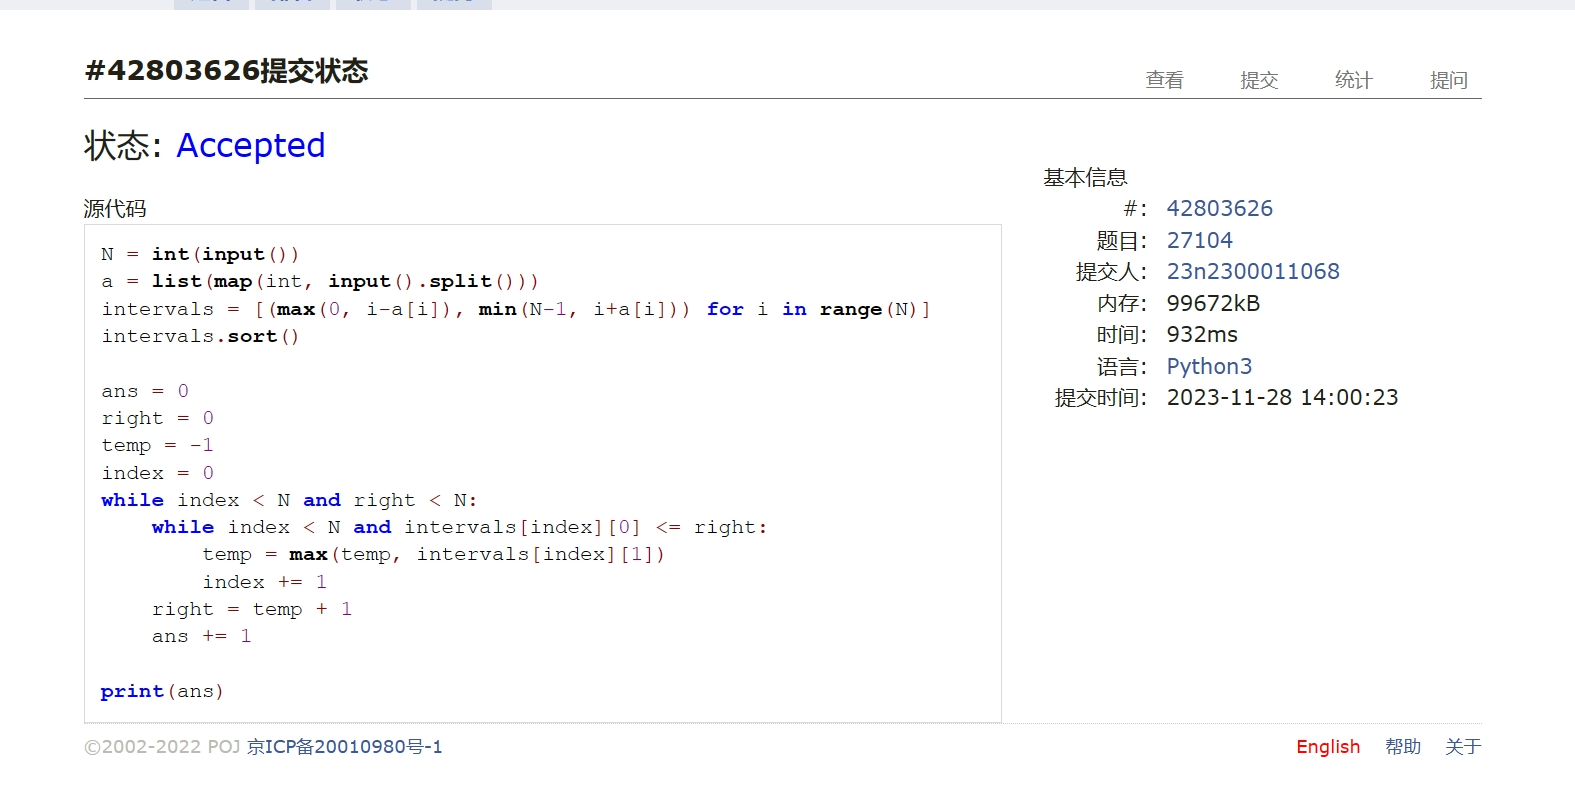 #42803626提交状态
查看 提交 统计 提问
状态: Accepted
源代码
N = int(input())
a = list(map(int, input().split()))
intervals = [(max(0, i-a[i]), min(N-1, i+a[i])) for i in range(N)]
intervals.sort()
ans = 0
right = 0
temp = -1
index = 0
while index < N and right < N:
    while index < N and intervals[index][0] <= right:
        temp = max(temp, intervals[index][1])
        index += 1
    right = temp + 1
    ans += 1
print(ans)
基本信息
#: 42803626
题目: 27104
提交人: 23n2300011068
内存: 99672kB
时间: 932ms
语言: Python3
提交时间: 2023-11-28 14:00:23
©2002-2022 POJ 京ICP备20010980号-1
English 帮助 关于